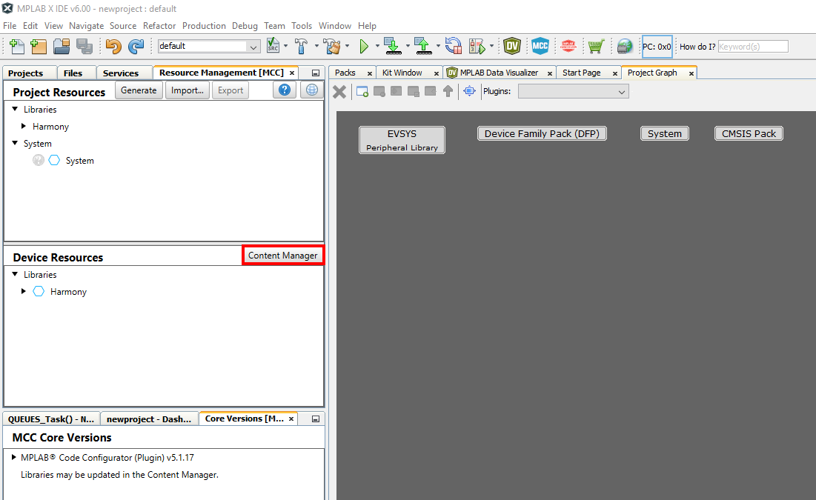 MPLAB X IDE v6.00 - newproject : default
File Edit View Navigate Source Refactor Production Debug Team Tools Window Help
default
PC: 0x0
How do I?
Keyword(s)
Projects
Files
Services
Resource Management [MCC]
Packs
Kit Window
MPLAB Data Visualizer
Start Page
Project Graph
Project Resources
Generate
Import...
Export
Plugins:
Libraries
Harmony
System
System
EVSYS
Peripheral Library
Device Family Pack (DFP)
System
CMSIS Pack
Device Resources
Content Manager
Libraries
Harmony
QUEUES_Task() - N...
newproject - Dash...
Core Versions [M...
MCC Core Versions
MPLAB® Code Configurator (Plugin) v5.1.17
Libraries may be updated in the Content Manager.